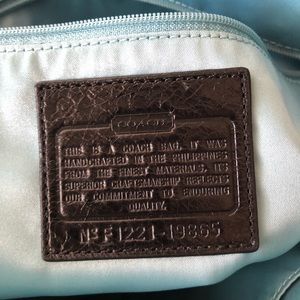 COACH
THIS IS A COACH BAG. IT WAS
HANDCRAFTED IN THE PHILIPPINES
FROM THE FINEST MATERIALS. ITS
SUPERIOR CRAFTSMANSHIP REFLECTS
OUR COMMITMENT TO ENDURING
QUALITY.
Nº F1221-19865